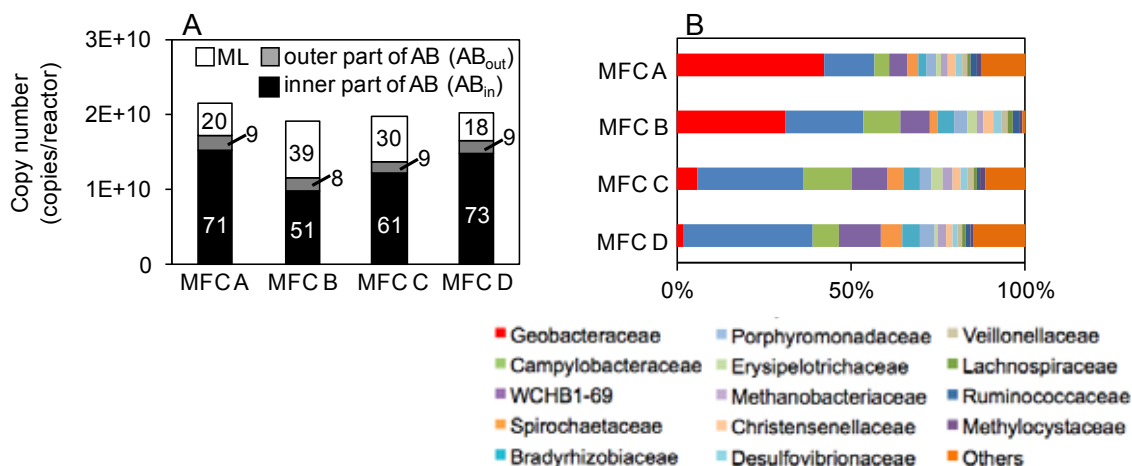 A
3E+10
2E+10
1E+10
0
Copy number
(copies/reactor)
ML
outer part of AB (ABout)
inner part of AB (ABin)
20
9
71
39
8
51
30
9
61
18
9
73
MFC A
MFC B
MFC C
MFC D
B
MFC A
MFC B
MFC C
MFC D
0%
50%
100%
Geobacteraceae
Porphyromonadaceae
Veillonellaceae
Campylobacteraceae
Erysipelotrichaceae
Lachnospiraceae
WCHB1-69
Methanobacteriaceae
Ruminococcaceae
Spirochaetaceae
Christensenellaceae
Methylocystaceae
Bradyrhizobiaceae
Desulfovibrionaceae
Others